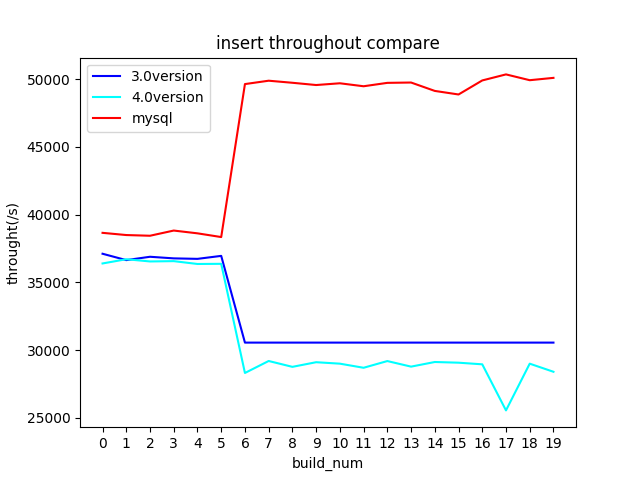 insert throughout compare
3.0version
4.0version
mysql
throught(/s)
50000
45000
40000
35000
30000
25000
0 1 2 3 4 5 6 7 8 9 10 11 12 13 14 15 16 17 18 19
build_num